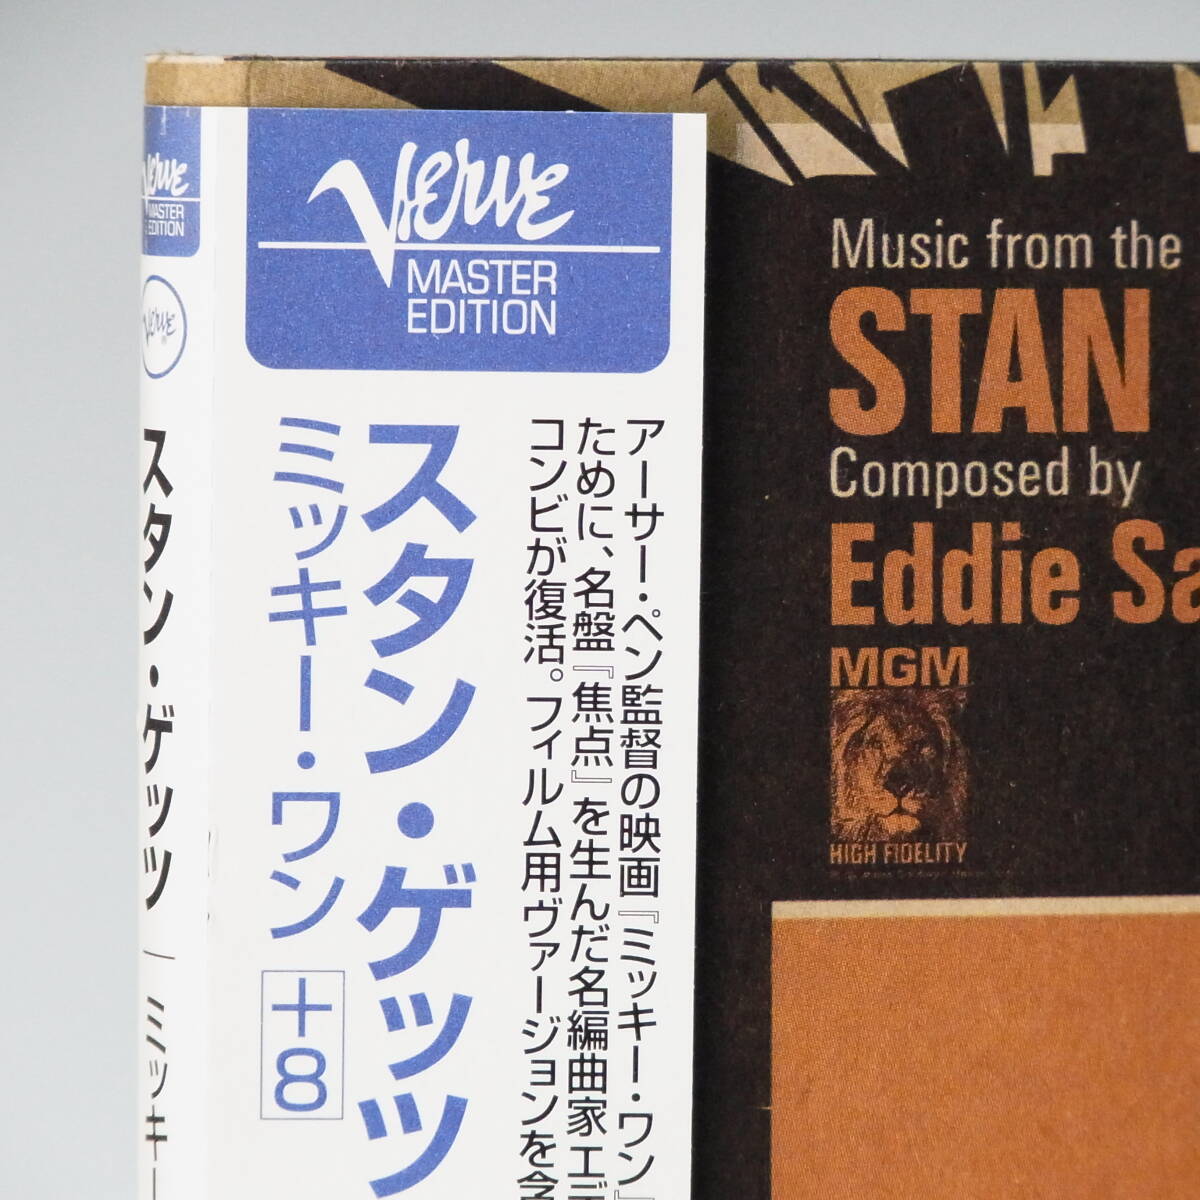 Verve
MASTER
EDITION
Verve
スタン・ゲッツ
ミッキー
Verve
MASTER
EDITION
スタン・ゲッツ
ミッキー・ワン
+8
アーサー・ペン監督の映画『ミッキー・ワン』
ために、名盤『焦点』を生んだ名編曲家エデ
コンビが復活。フィルム用ヴァージョンを含
Music from the
STAN
Composed by
Eddie Sa
MGM
HIGH FIDELITY